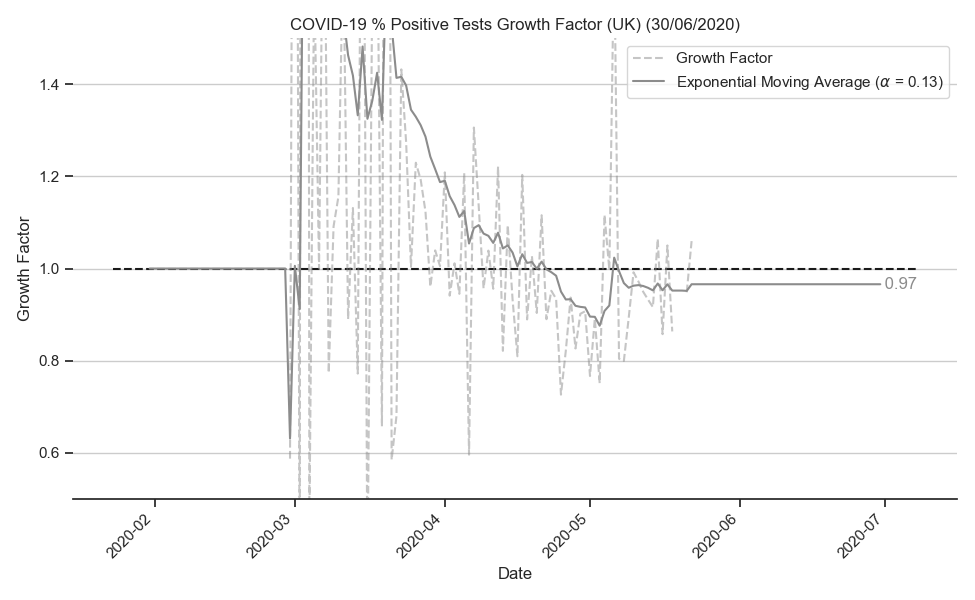 COVID-19 % Positive Tests Growth Factor (UK) (30/06/2020)
Growth Factor
Exponential Moving Average (α = 0.13)
1.4
1.2
1.0
0.8
0.6
Growth Factor
0.97
2020-02
2020-03
2020-04
2020-05
2020-06
2020-07
Date